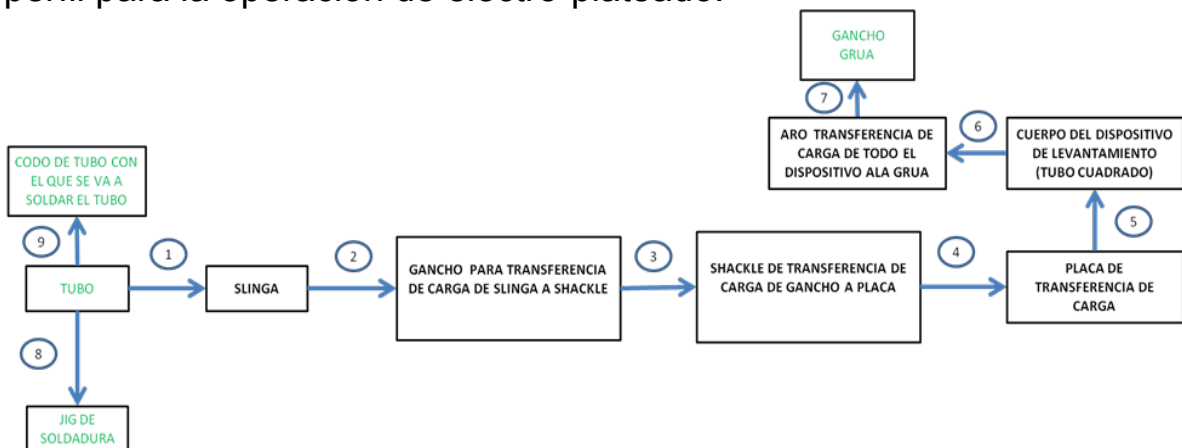 perfil para la operación de electro-plateado.
GANCHO
GRUA
7
ARO TRANSFERENCIA DE
CARGA DE TODO EL
DISPOSITIVO ALA GRUA
6
CUERPO DEL DISPOSITIVO
DE LEVANTAMIENTO
(TUBO CUADRADO)
CODO DE TUBO CON
EL QUE SE VA A
SOLDAR EL TUBO
9
1
2
3
4
5
TUBO
SLINGA
GANCHO PARA TRANSFERENCIA
DE CARGA DE SLINGA A SHACKLE
SHACKLE DE TRANSFERENCIA DE
CARGA DE GANCHO A PLACA
PLACA DE
TRANSFERENCIA DE
CARGA
8
JIG DE
SOLDADURA